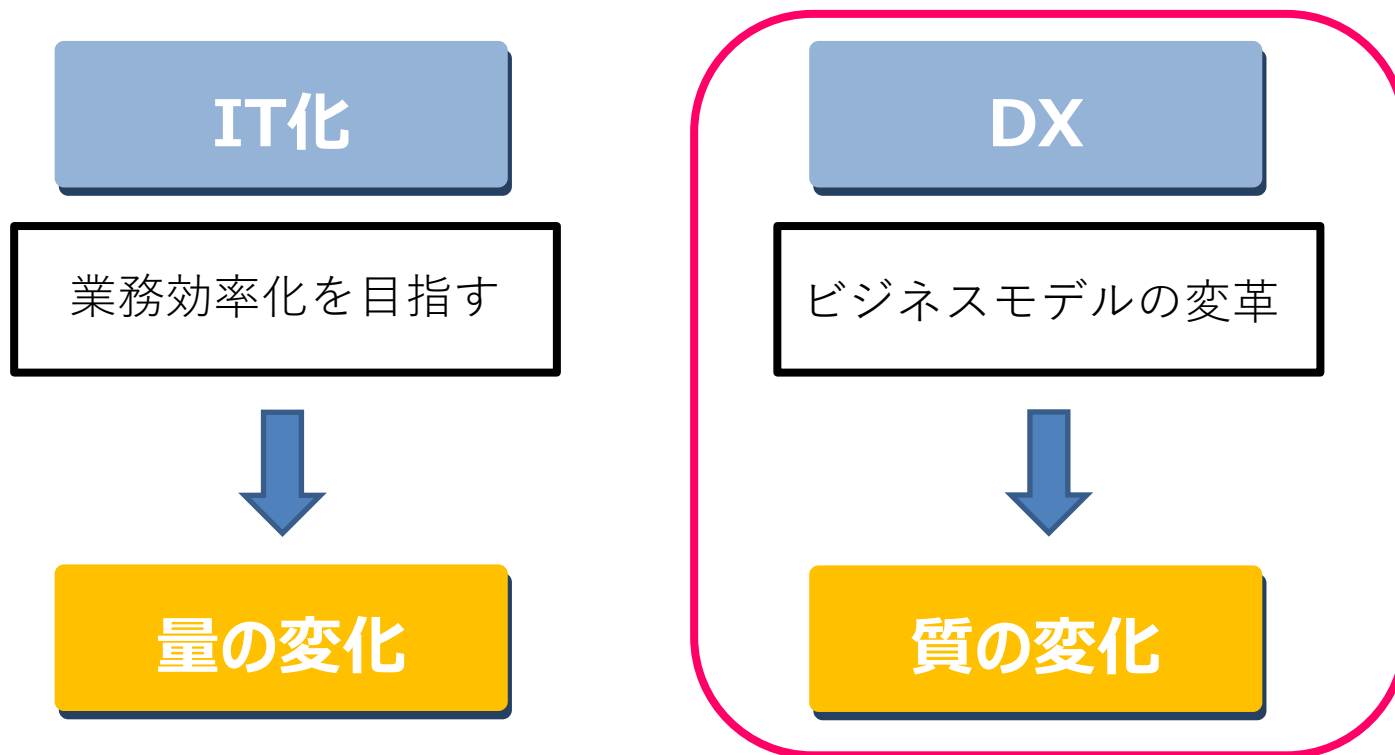 IT化
業務効率化を目指す
量の変化
DX
ビジネスモデルの変革
質の変化